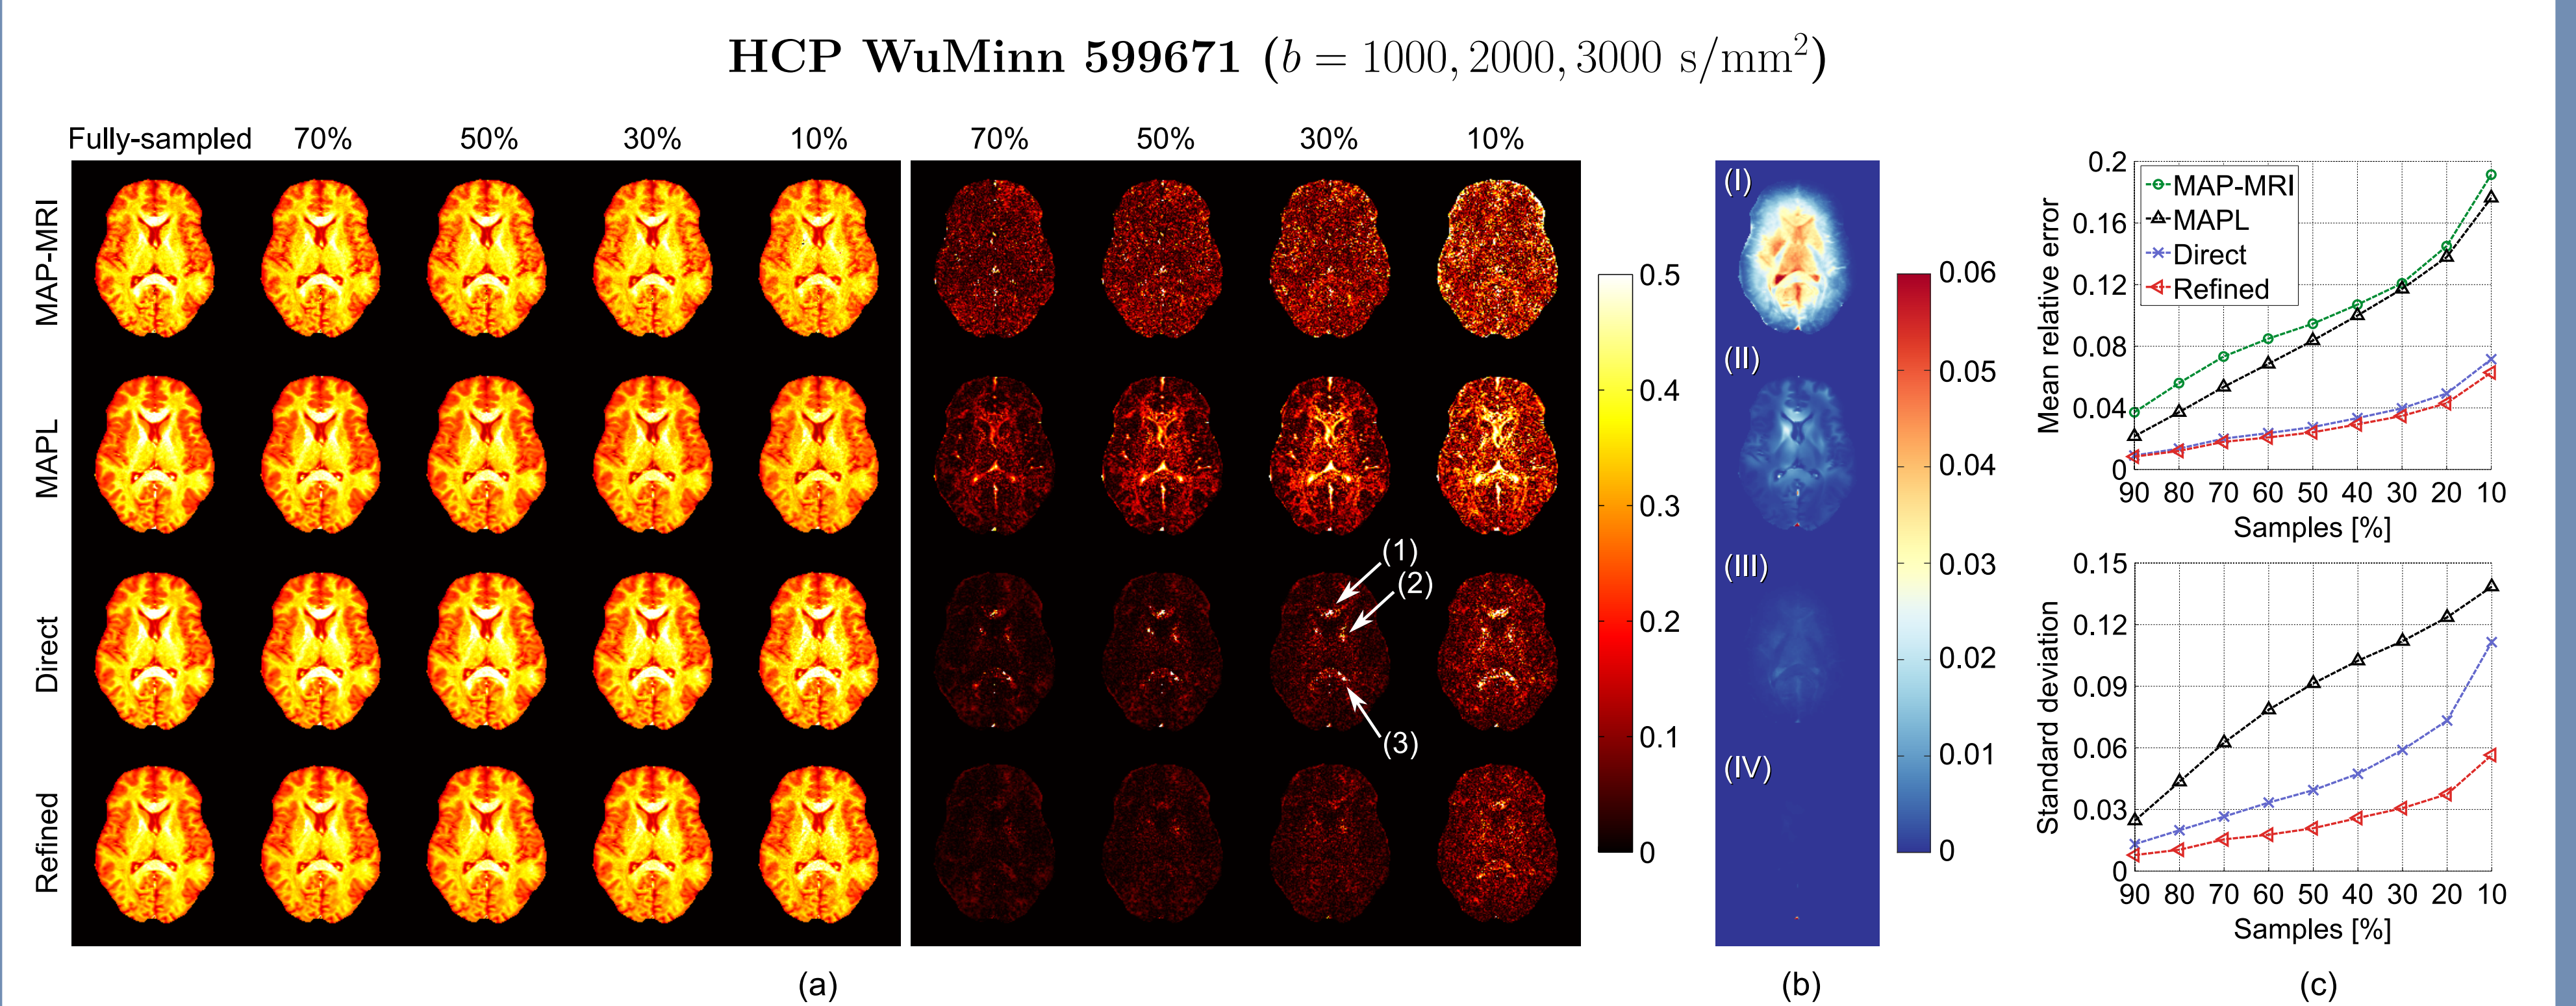 HCP WuMinn 599671 (b = 1000, 2000, 3000 s/mm²)
Fully-sampled 70% 50% 30% 10% 70% 50% 30% 10%
MAP-MRI
MAPL
Direct
Refined
(1)
(2)
(3)
0.5
0.4
0.3
0.2
0.1
0
(a)
(I)
(II)
(III)
(IV)
0.06
0.05
0.04
0.03
0.02
0.01
0
(b)
Mean relative error
0.2
0.16
0.12
0.08
0.04
0
MAP-MRI
MAPL
Direct
Refined
90 80 70 60 50 40 30 20 10
Samples [%]
Standard deviation
0.15
0.12
0.09
0.06
0.03
0
90 80 70 60 50 40 30 20 10
Samples [%]
(c)